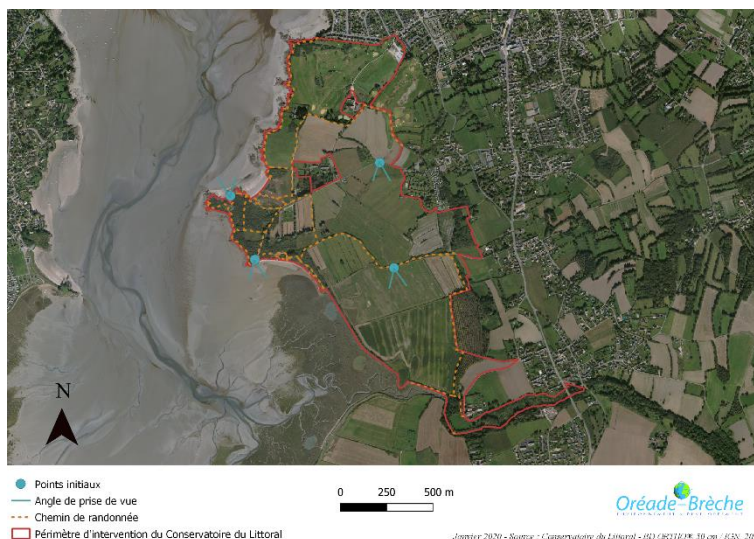 N
Points initiaux
Angle de prise de vue
Chemin de randonnée
Périmètre d'intervention du Conservatoire du Littoral
0 250 500 m
Oréade-Brèche
Janvier 2020 - Source : Conservatoire du Littoral - BD ORTHO® 50 cm / IGN